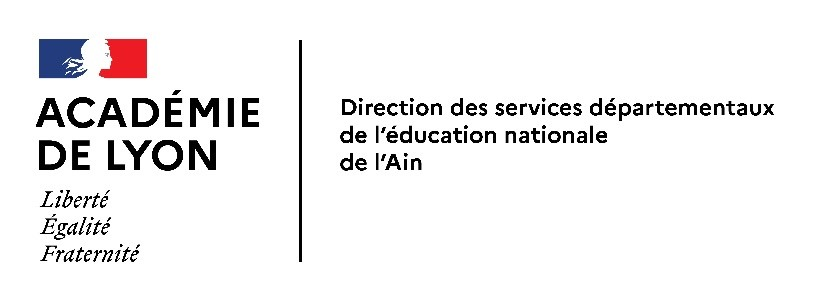 ACADÉMIE
DE LYON
Liberté
Égalité
Fraternité
Direction des services départementaux
de l'éducation nationale
de l'Ain